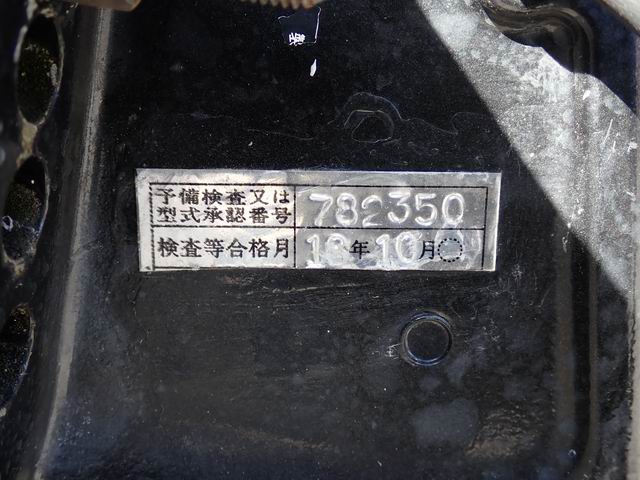 予備検査又は
型式承認番号
782350
検査等合格月
年10月